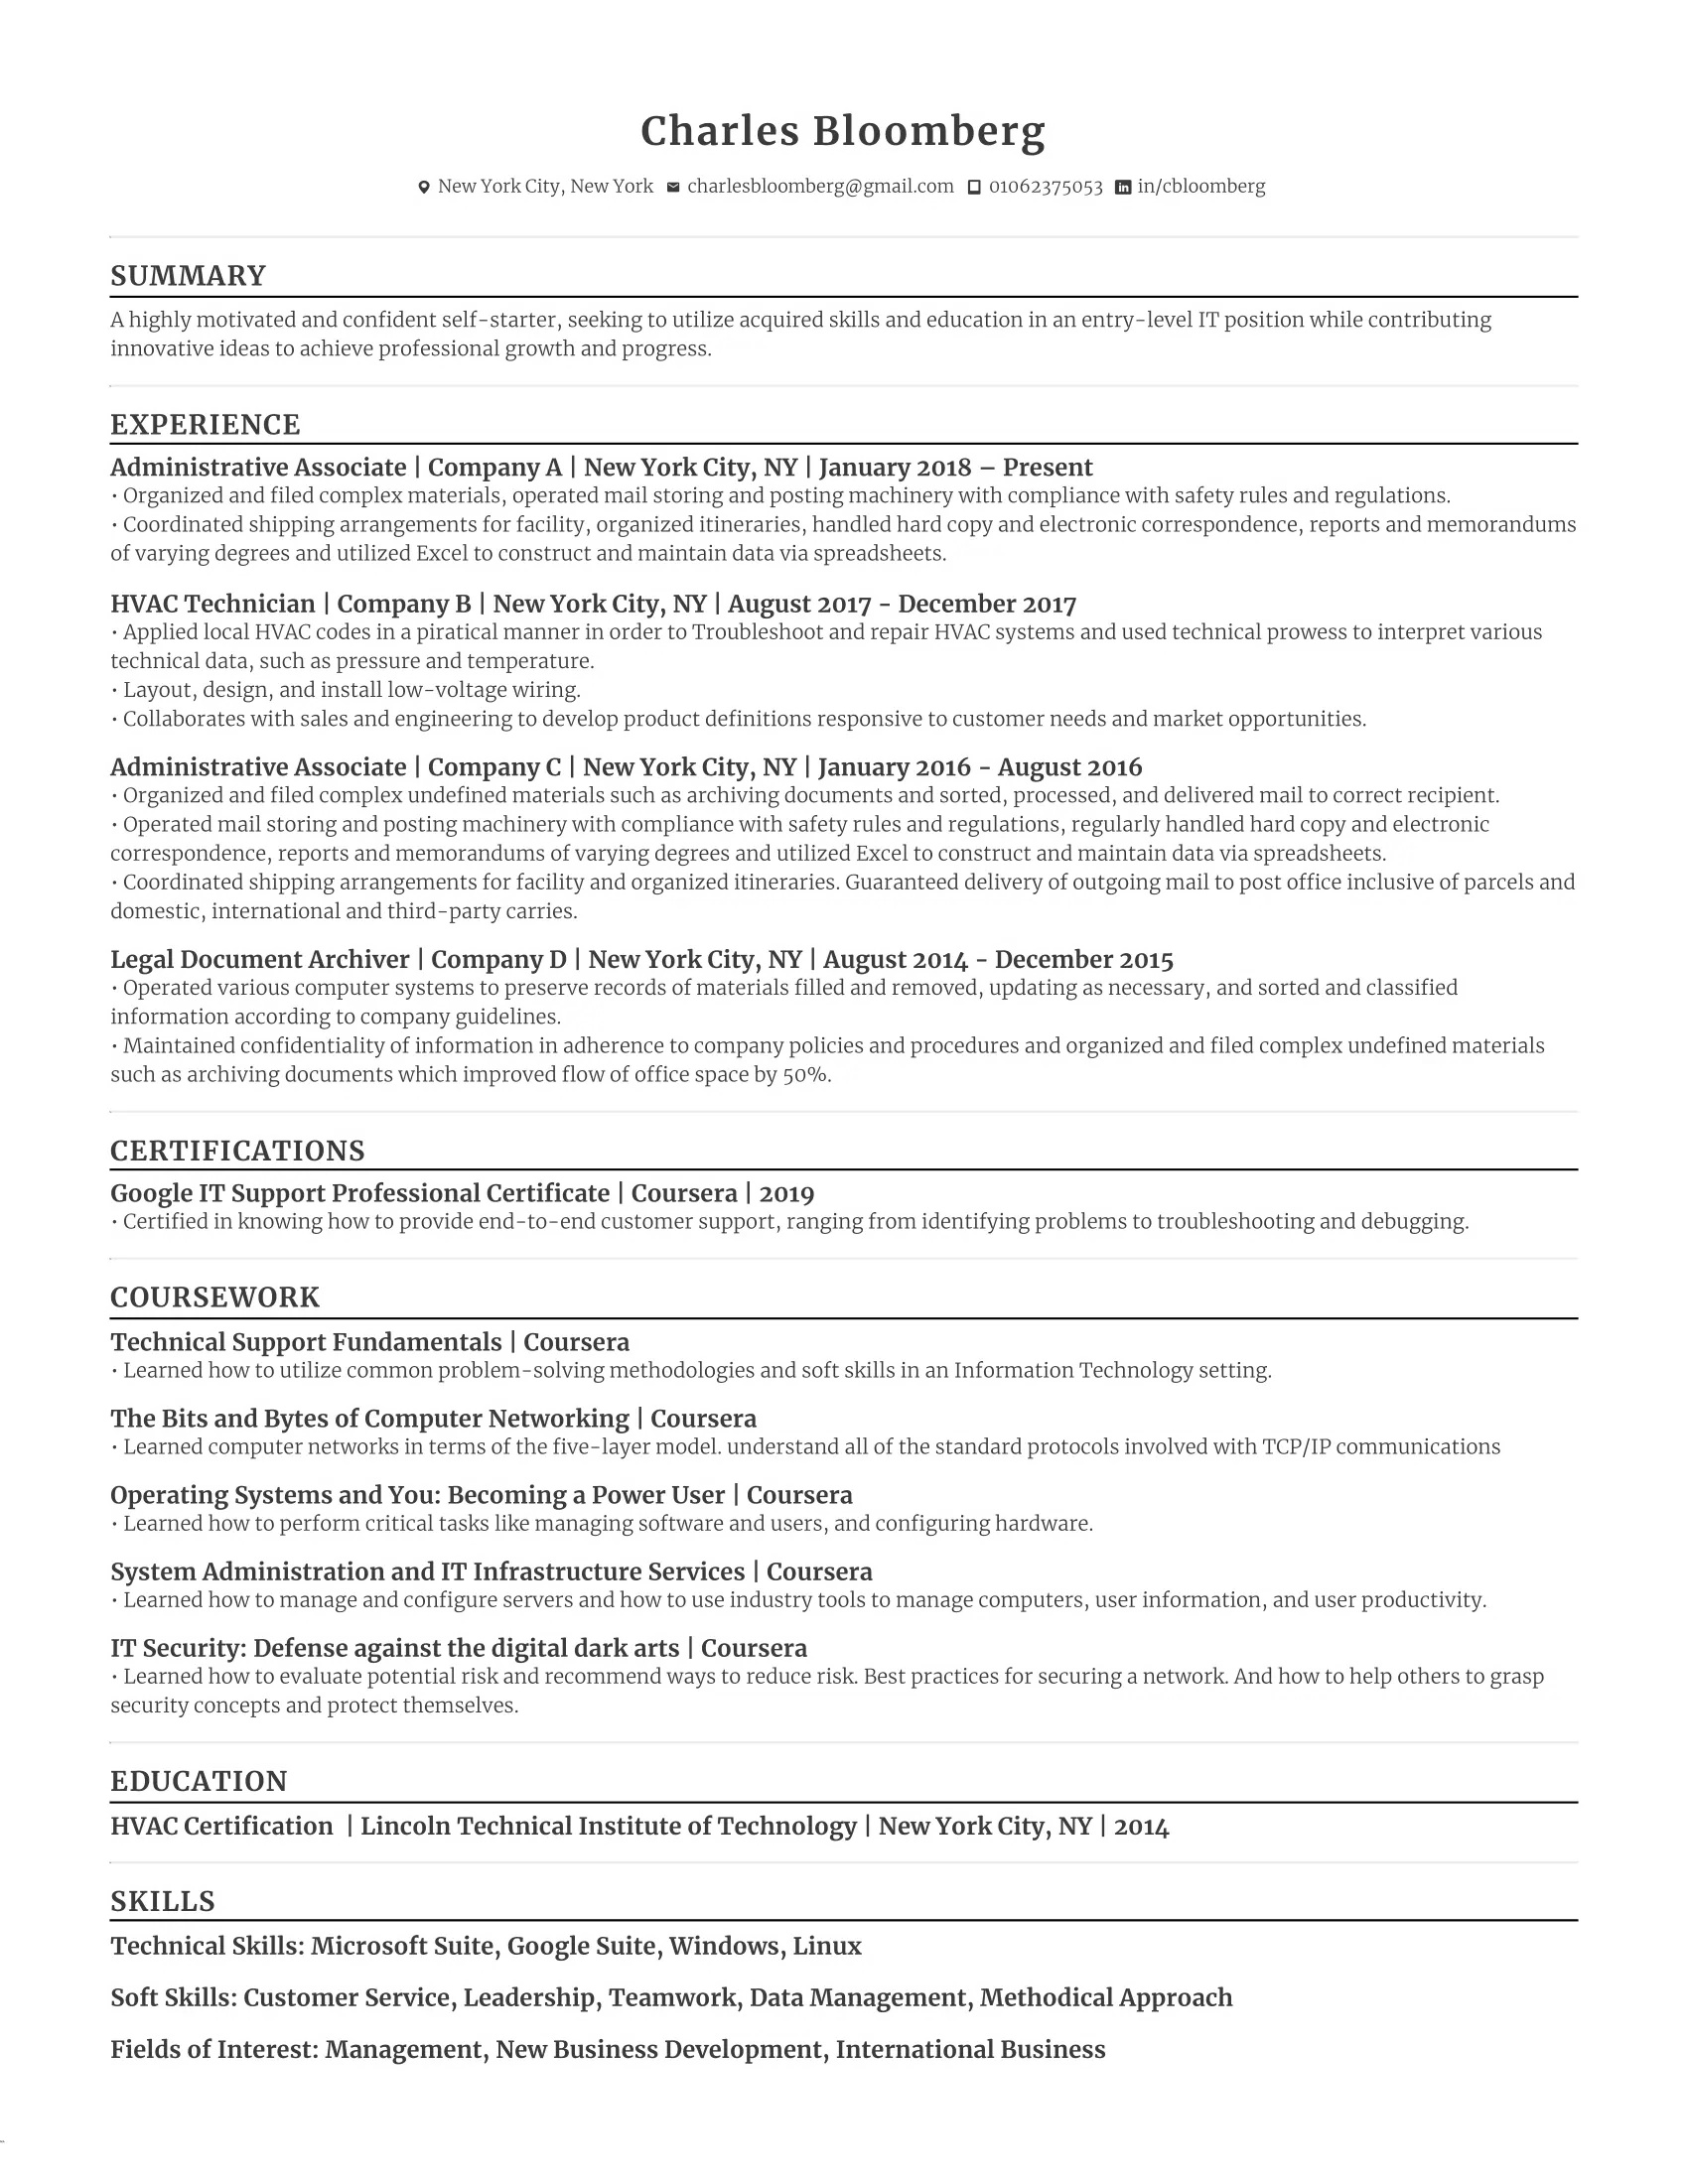 Charles Bloomberg
New York City, New York charlesbloomberg@gmail.com 01062375053 in/cbloomberg
SUMMARY
A highly motivated and confident self-starter, seeking to utilize acquired skills and education in an entry-level IT position while contributing
innovative ideas to achieve professional growth and progress.
EXPERIENCE
Administrative Associate | Company A | New York City, NY | January 2018 – Present
• Organized and filed complex materials, operated mail storing and posting machinery with compliance with safety rules and regulations.
• Coordinated shipping arrangements for facility, organized itineraries, handled hard copy and electronic correspondence, reports and memorandums
of varying degrees and utilized Excel to construct and maintain data via spreadsheets.
HVAC Technician | Company B | New York City, NY | August 2017 - December 2017
• Applied local HVAC codes in a piratical manner in order to Troubleshoot and repair HVAC systems and used technical prowess to interpret various
technical data, such as pressure and temperature.
• Layout, design, and install low-voltage wiring.
• Collaborates with sales and engineering to develop product definitions responsive to customer needs and market opportunities.
Administrative Associate | Company C | New York City, NY | January 2016 - August 2016
• Organized and filed complex undefined materials such as archiving documents and sorted, processed, and delivered mail to correct recipient.
• Operated mail storing and posting machinery with compliance with safety rules and regulations, regularly handled hard copy and electronic
correspondence, reports and memorandums of varying degrees and utilized Excel to construct and maintain data via spreadsheets.
• Coordinated shipping arrangements for facility and organized itineraries. Guaranteed delivery of outgoing mail to post office inclusive of parcels and
domestic, international and third-party carries.
Legal Document Archiver | Company D | New York City, NY | August 2014 - December 2015
• Operated various computer systems to preserve records of materials filled and removed, updating as necessary, and sorted and classified
information according to company guidelines.
• Maintained confidentiality of information in adherence to company policies and procedures and organized and filed complex undefined materials
such as archiving documents which improved flow of office space by 50%.
CERTIFICATIONS
Google IT Support Professional Certificate | Coursera | 2019
• Certified in knowing how to provide end-to-end customer support, ranging from identifying problems to troubleshooting and debugging.
COURSEWORK
Technical Support Fundamentals | Coursera
• Learned how to utilize common problem-solving methodologies and soft skills in an Information Technology setting.
The Bits and Bytes of Computer Networking | Coursera
• Learned computer networks in terms of the five-layer model. understand all of the standard protocols involved with TCP/IP communications
Operating Systems and You: Becoming a Power User | Coursera
• Learned how to perform critical tasks like managing software and users, and configuring hardware.
System Administration and IT Infrastructure Services | Coursera
• Learned how to manage and configure servers and how to use industry tools to manage computers, user information, and user productivity.
IT Security: Defense against the digital dark arts | Coursera
• Learned how to evaluate potential risk and recommend ways to reduce risk. Best practices for securing a network. And how to help others to grasp
security concepts and protect themselves.
EDUCATION
HVAC Certification | Lincoln Technical Institute of Technology | New York City, NY | 2014
SKILLS
Technical Skills: Microsoft Suite, Google Suite, Windows, Linux
Soft Skills: Customer Service, Leadership, Teamwork, Data Management, Methodical Approach
Fields of Interest: Management, New Business Development, International Business